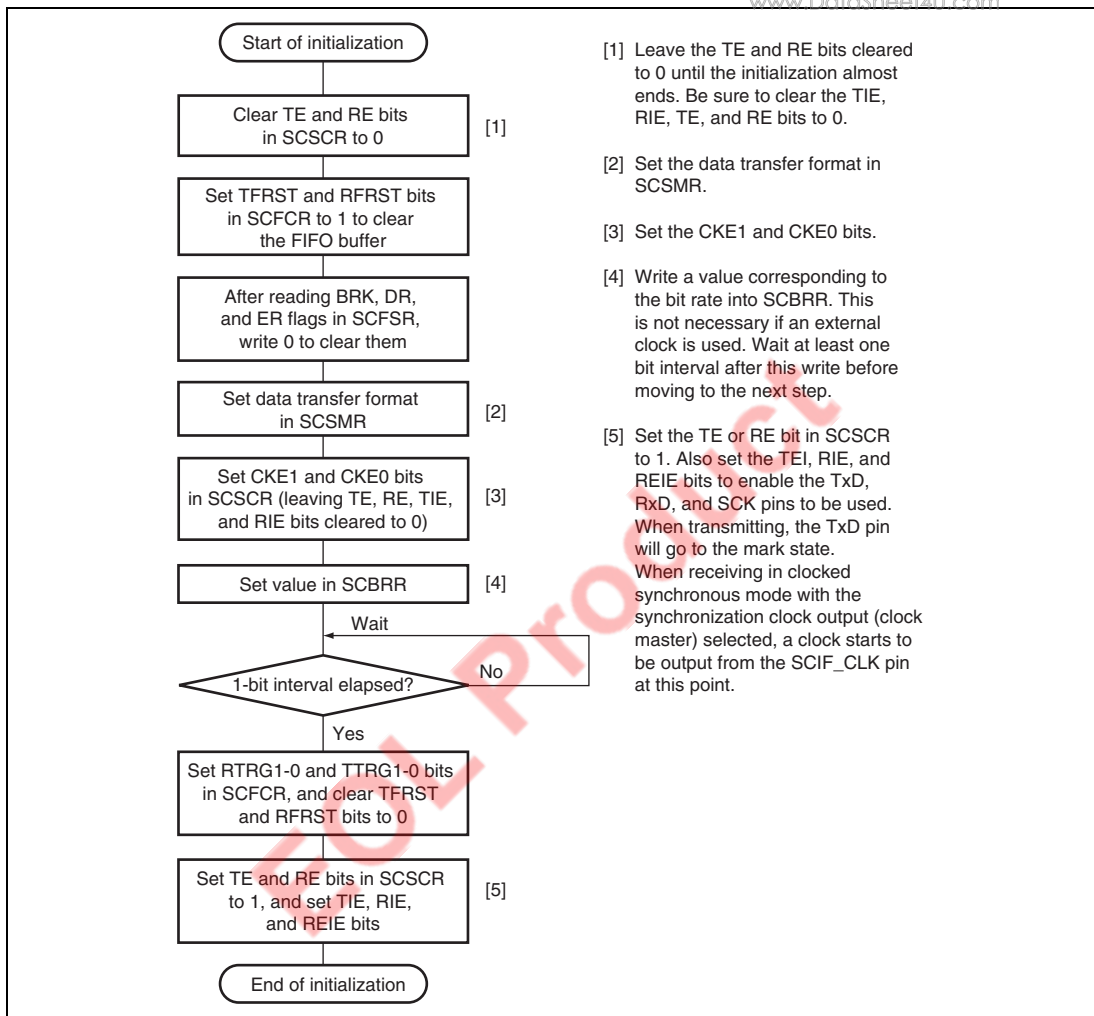 www.DataSheet4U.com
Start of initialization
Clear TE and RE bits
in SCSCR to 0
[1]
Set TFRST and RFRST bits
in SCFCR to 1 to clear
the FIFO buffer
After reading BRK, DR,
and ER flags in SCFSR,
write 0 to clear them
Set data transfer format
in SCSMR
[2]
Set CKE1 and CKE0 bits
in SCSCR (leaving TE, RE, TIE,
and RIE bits cleared to 0)
[3]
Set value in SCBRR
[4]
Wait
1-bit interval elapsed?
No
Yes
Set RTRG1-0 and TTRG1-0 bits
in SCFCR, and clear TFRST
and RFRST bits to 0
Set TE and RE bits in SCSCR
to 1, and set TIE, RIE,
and REIE bits
[5]
End of initialization
[1] Leave the TE and RE bits cleared
to 0 until the initialization almost
ends. Be sure to clear the TIE,
RIE, TE, and RE bits to 0.
[2] Set the data transfer format in
SCSMR.
[3] Set the CKE1 and CKE0 bits.
[4] Write a value corresponding to
the bit rate into SCBRR. This
is not necessary if an external
clock is used. Wait at least one
bit interval after this write before
moving to the next step.
[5] Set the TE or RE bit in SCSCR
to 1. Also set the TEI, RIE, and
REIE bits to enable the TxD,
RxD, and SCK pins to be used.
When transmitting, the TxD pin
will go to the mark state.
When receiving in clocked
synchronous mode with the
synchronization clock output (clock
master) selected, a clock starts to
be output from the SCIF_CLK pin
at this point.
EOL Product